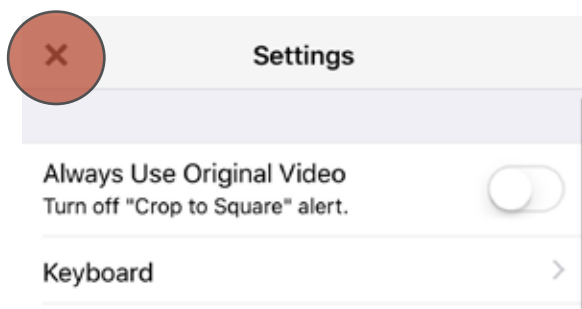 Settings
Always Use Original Video
Turn off "Crop to Square" alert.
Keyboard